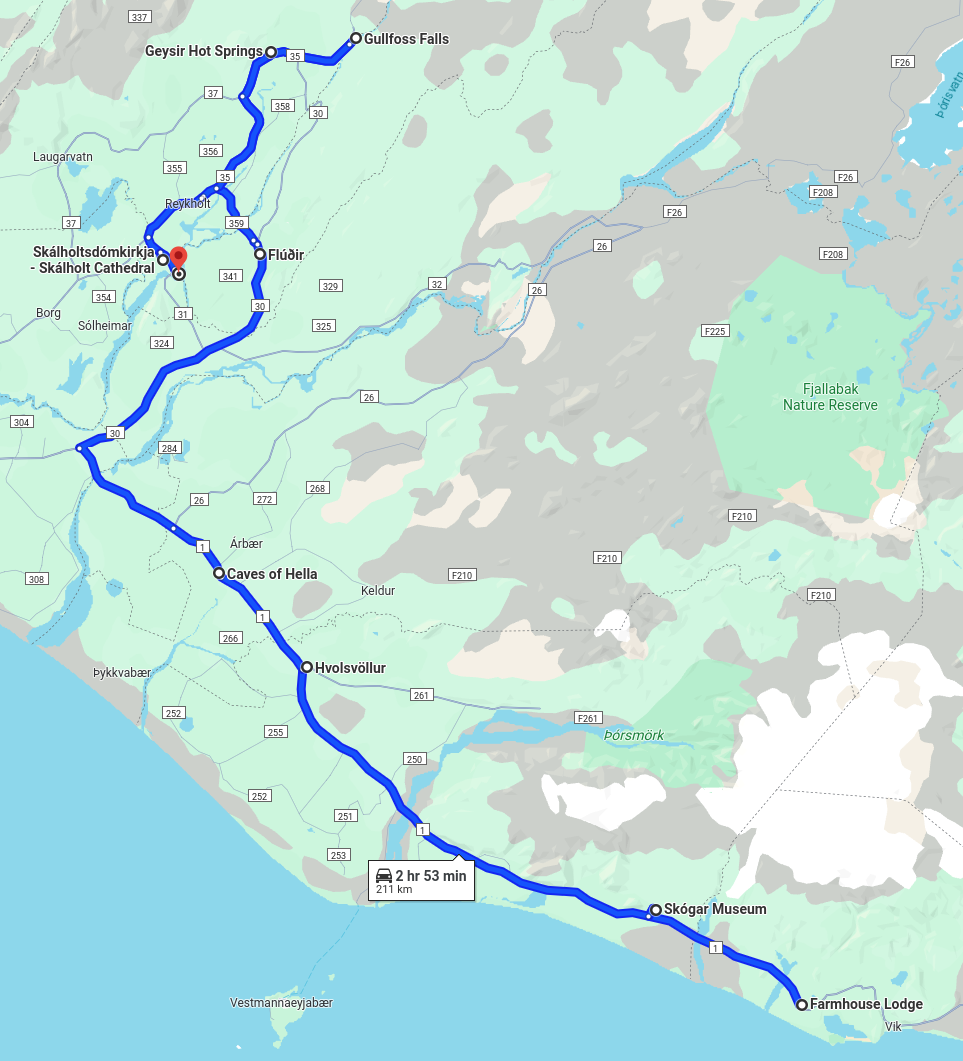 337
Gullfoss Falls
Geysir Hot Springs
35
F26
37
358
30
Þórisvatn
356
Laugarvatn
355
35
F26
F208
Reykholt
F26
37
359
26
Skálholtsdómkirkja
- Skálholt Cathedral
Flúðir
F208
341
329
32
26
354
30
Borg
31
Sólheimar
325
F225
324
Fjallabak
Nature Reserve
26
304
30
284
268
26
272
F210
1
Árbær
F210
Caves of Hella
F210
308
Keldur
F210
1
266
Hvolsvöllur
Þykkvabær
261
252
F261
255
Þórsmörk
250
252
251
1
253
2 hr 53 min
211 km
Skógar Museum
1
Vestmannaeyjabær
Farmhouse Lodge
Vik